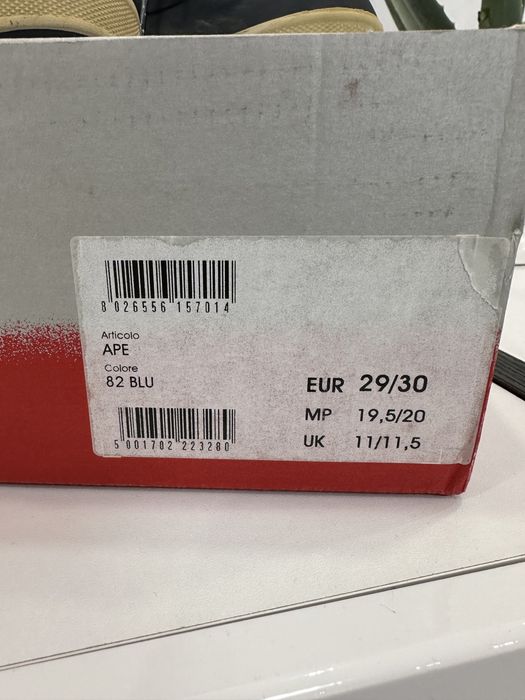 8 026556 157014
Articolo
APE
Colore
82 BLU
EUR 29/30
MP 19,5/20
UK 11/11,5
5 001702 223280